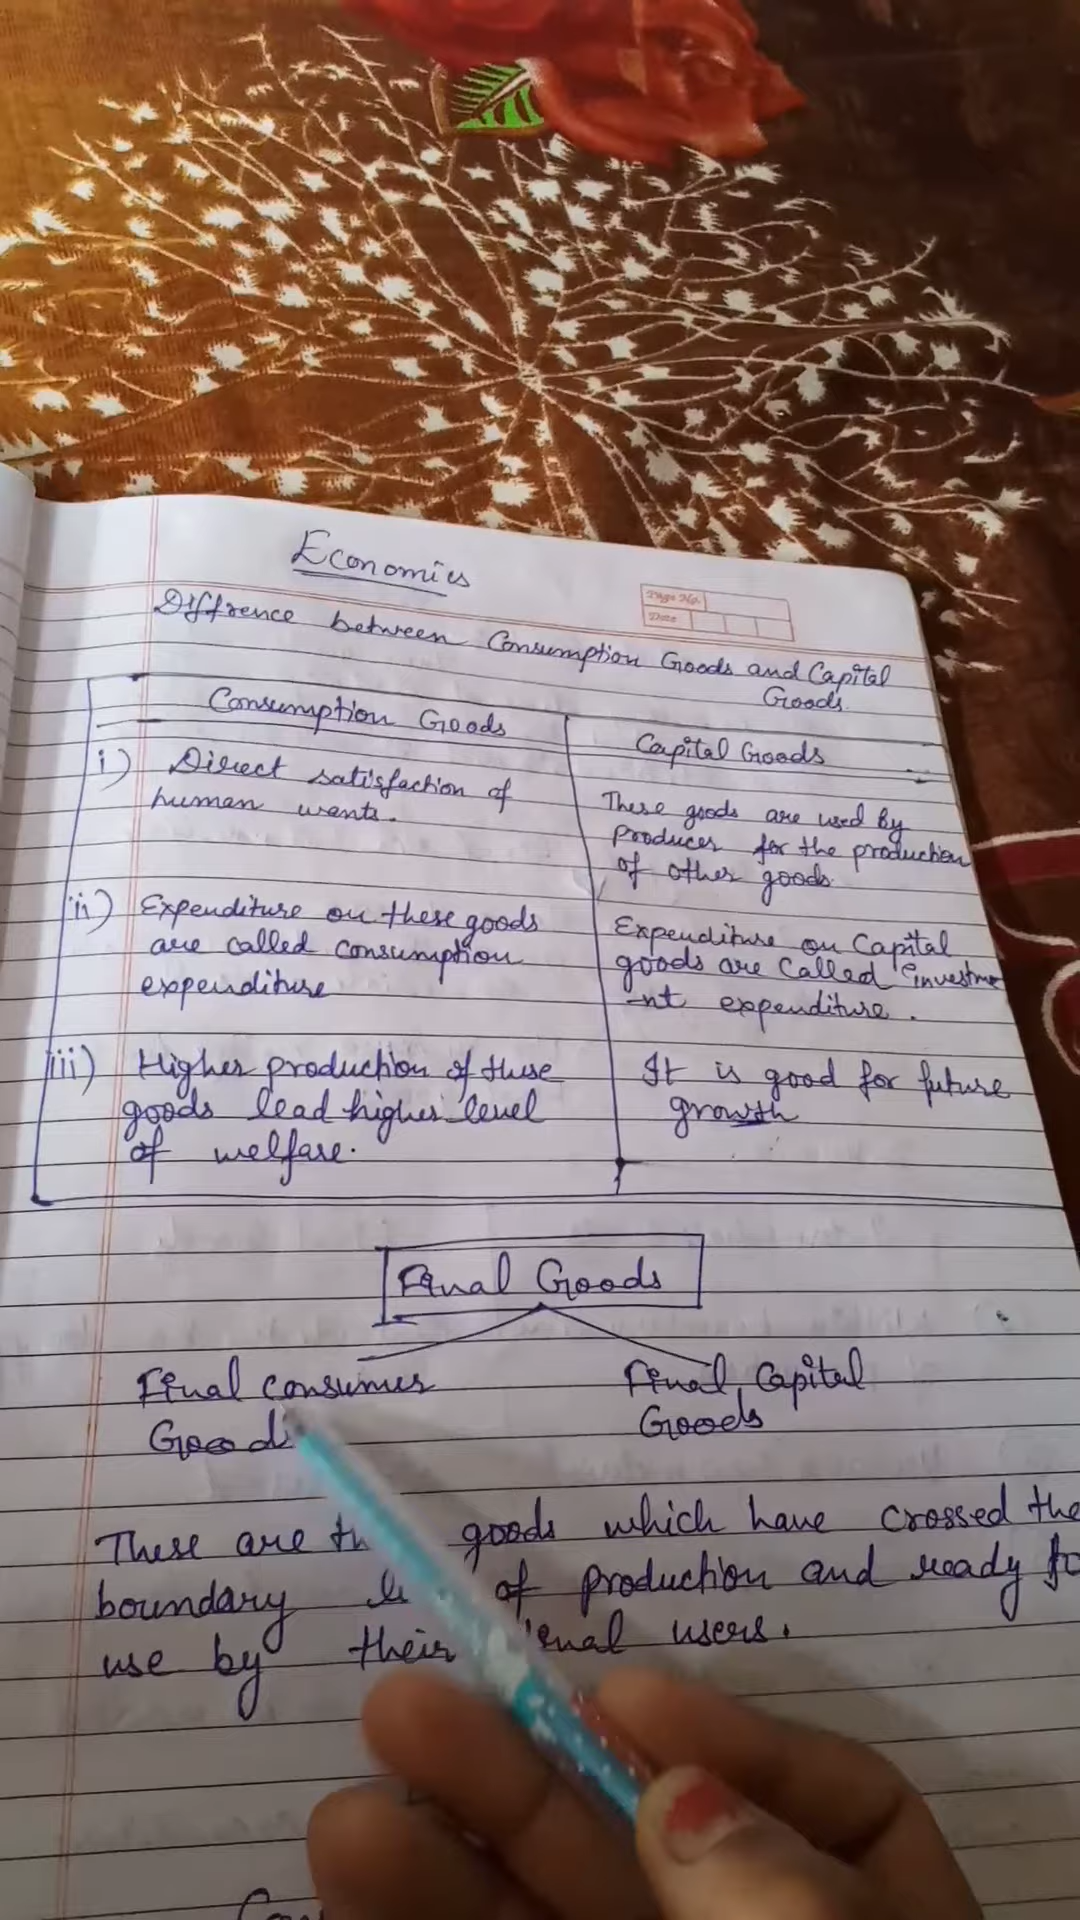 Economics
Page No.
Date
Diffrence between Consumption Goods and Capital
Goods.
Consumption Goods
Capital Goods
i) Direct satisfaction of
human wants.
These goods are used by
producer for the production
of other goods.
ii) Expenditure on these goods
are called consumption
expenditure
Expenditure on Capital
goods are called investme
-nt expenditure.
iii) Higher production of these
goods lead higher level
of welfare.
It is good for future
growth
Final Goods
Final consumer
Good
Final Capital
Goods
These are goods which have crossed the
boundary of production and ready
use by their users.